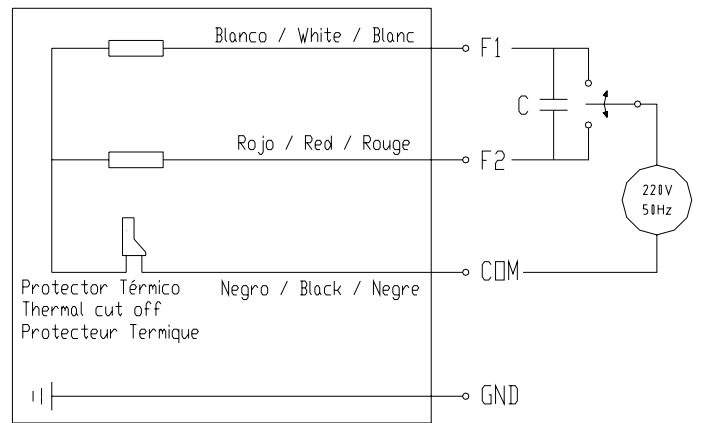 Blanco / White / Blanc
F1
C
Rojo / Red / Rouge
F2
220V
50Hz
Protector Térmico
Thermal cut off
Protecteur Termique
Negro / Black / Negre
COM
GND